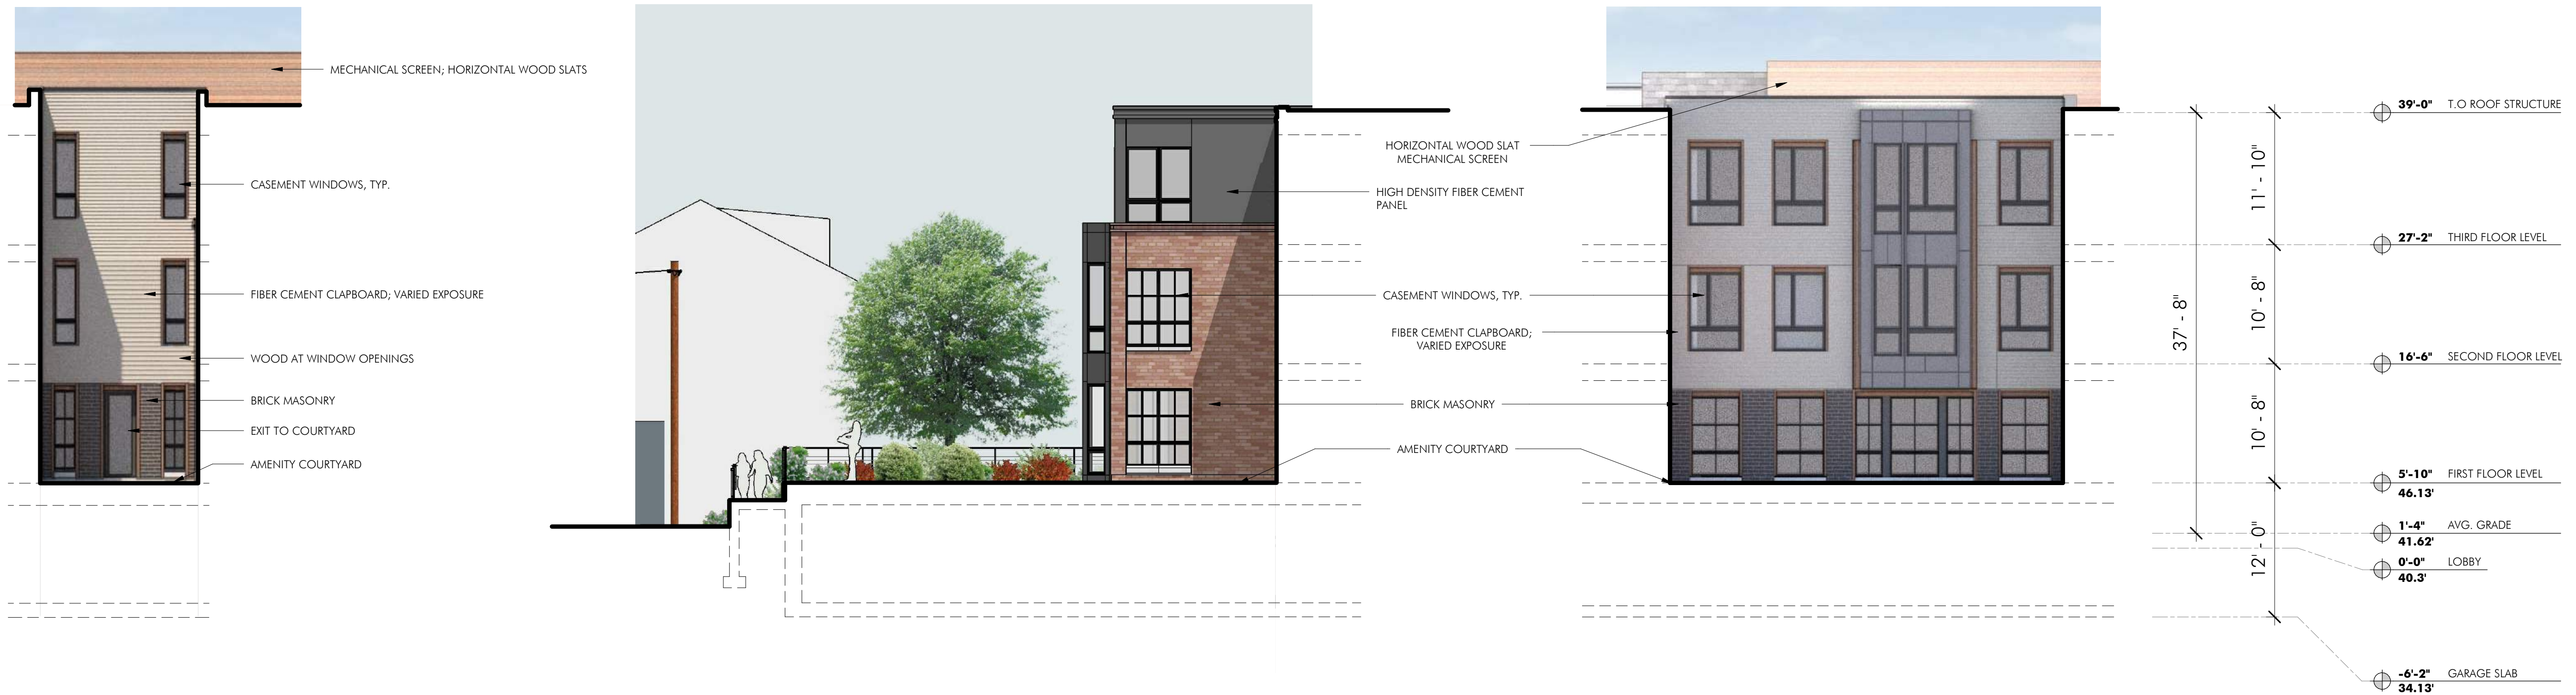 MECHANICAL SCREEN; HORIZONTAL WOOD SLATS
CASEMENT WINDOWS, TYP.
FIBER CEMENT CLAPBOARD; VARIED EXPOSURE
WOOD AT WINDOW OPENINGS
BRICK MASONRY
EXIT TO COURTYARD
AMENITY COURTYARD
HORIZONTAL WOOD SLAT
MECHANICAL SCREEN
HIGH DENSITY FIBER CEMENT
PANEL
CASEMENT WINDOWS, TYP.
FIBER CEMENT CLAPBOARD;
VARIED EXPOSURE
BRICK MASONRY
AMENITY COURTYARD
37' - 8"
11' - 10"
10' - 8"
10' - 8"
12' - 0"
39'-0" T.O ROOF STRUCTURE
27'-2" THIRD FLOOR LEVEL
16'-6" SECOND FLOOR LEVEL
5'-10" FIRST FLOOR LEVEL
46.13'
1'-4" AVG. GRADE
41.62'
0'-0" LOBBY
40.3'
-6'-2" GARAGE SLAB
34.13'